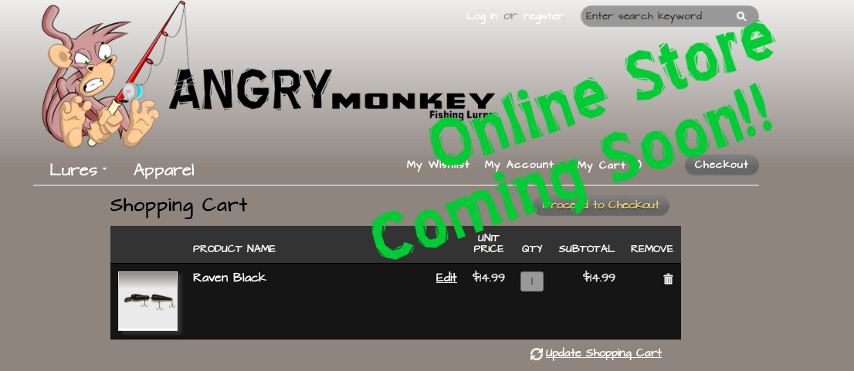 Log in or register.
Enter search keyword
ANGRY MONKEY
Fishing Lures
Online Store
Coming Soon!!
Lures
Apparel
My Wishlist
My Account
My Cart
Checkout
Shopping Cart
Proceed to Checkout
PRODUCT NAME
UNIT
PRICE
QTY
SUBTOTAL
REMOVE
Raven Black
Edit
$14.99
1
$14.99
Update Shopping Cart